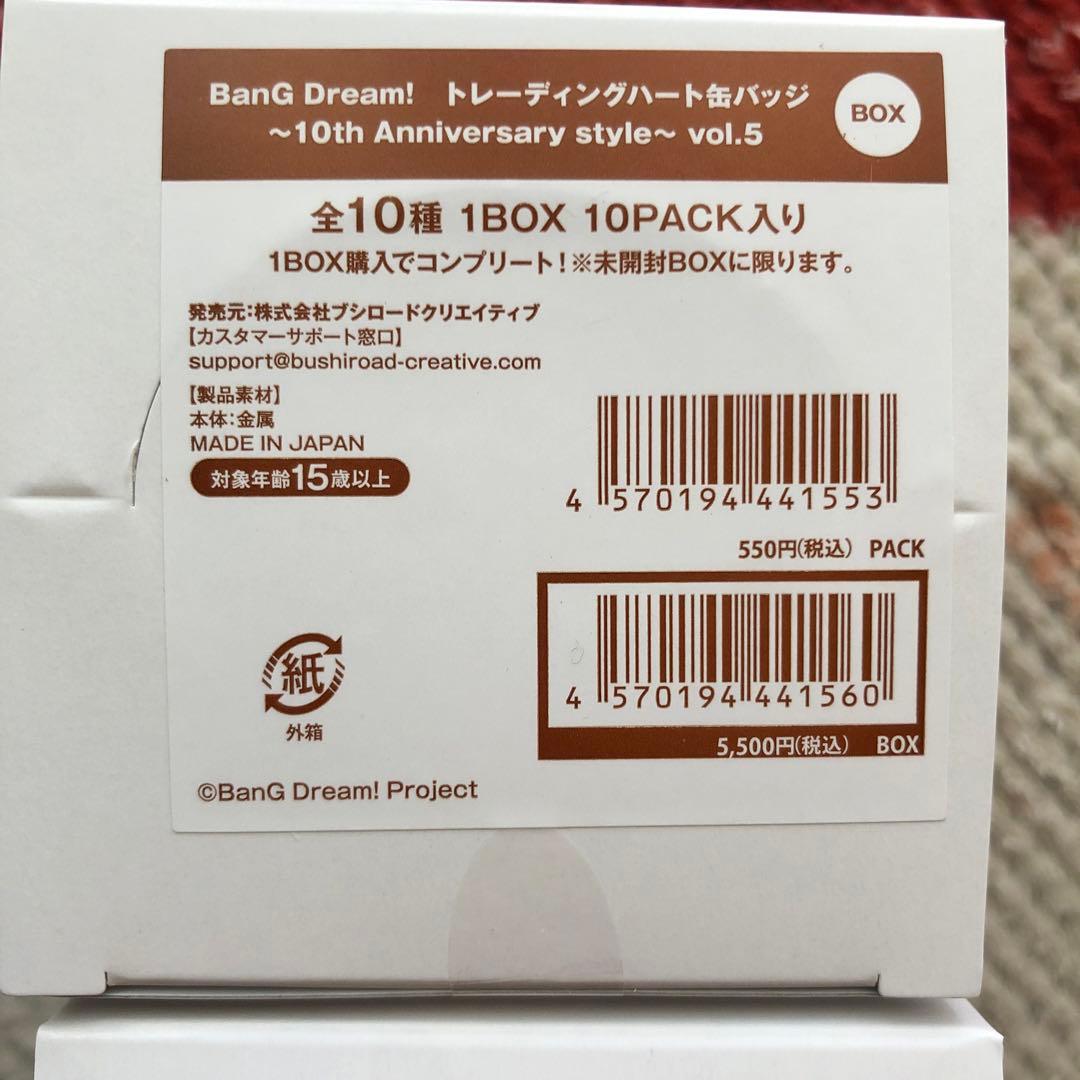 BanG Dream! トレーディングハート缶バッジ
～10th Anniversary style～ vol.5
BOX
全10種 1BOX 10PACK入り
1BOX購入でコンプリート！※未開封BOXに限ります。
発売元：株式会社ブシロードクリエイティブ
【カスタマーサポート窓口】
support@bushiroad-creative.com
【製品素材】
本体：金属
MADE IN JAPAN
対象年齢15歳以上
4 570194 441553
550円(税込) PACK
4 570194 441560
5,500円(税込) BOX
紙
外箱
©BanG Dream! Project